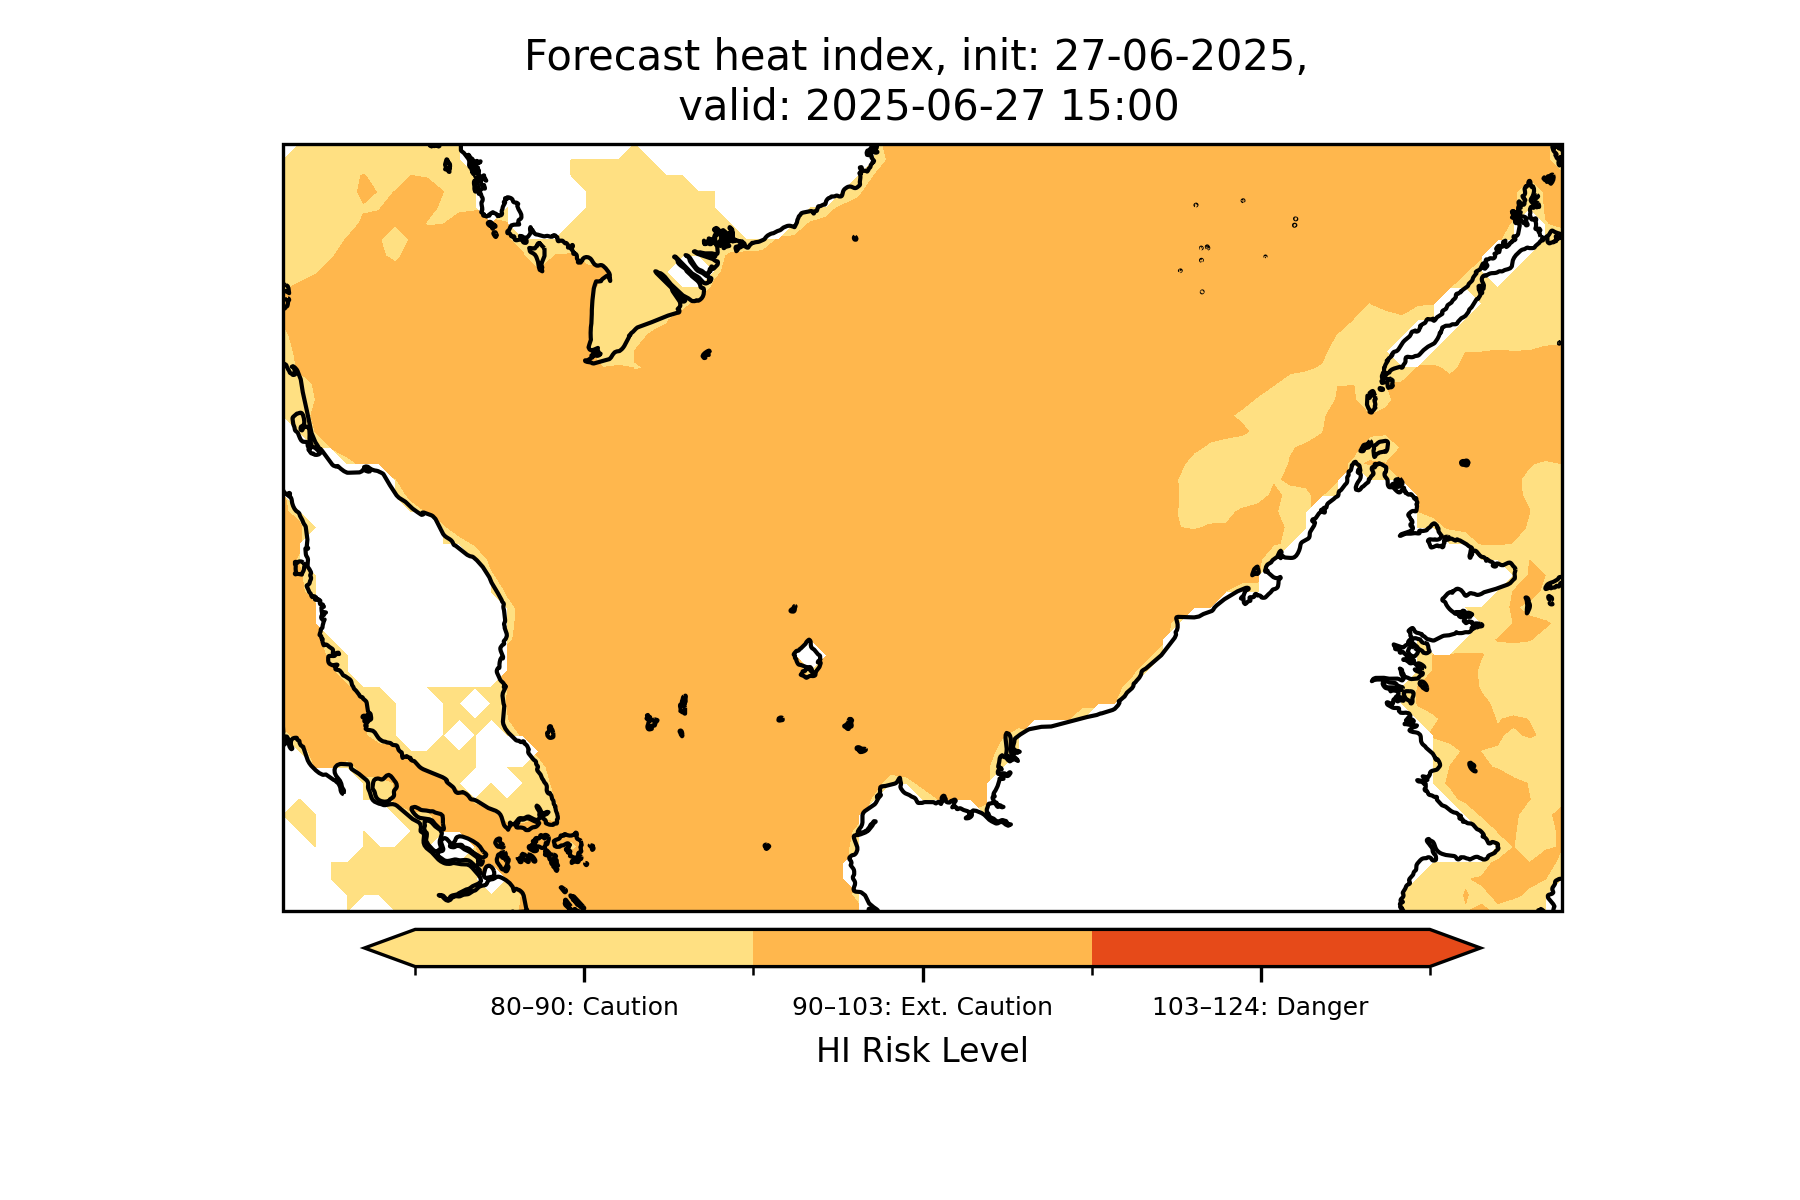 Forecast heat index, init: 27-06-2025,
valid: 2025-06-27 15:00
80–90: Caution
90–103: Ext. Caution
103–124: Danger
HI Risk Level